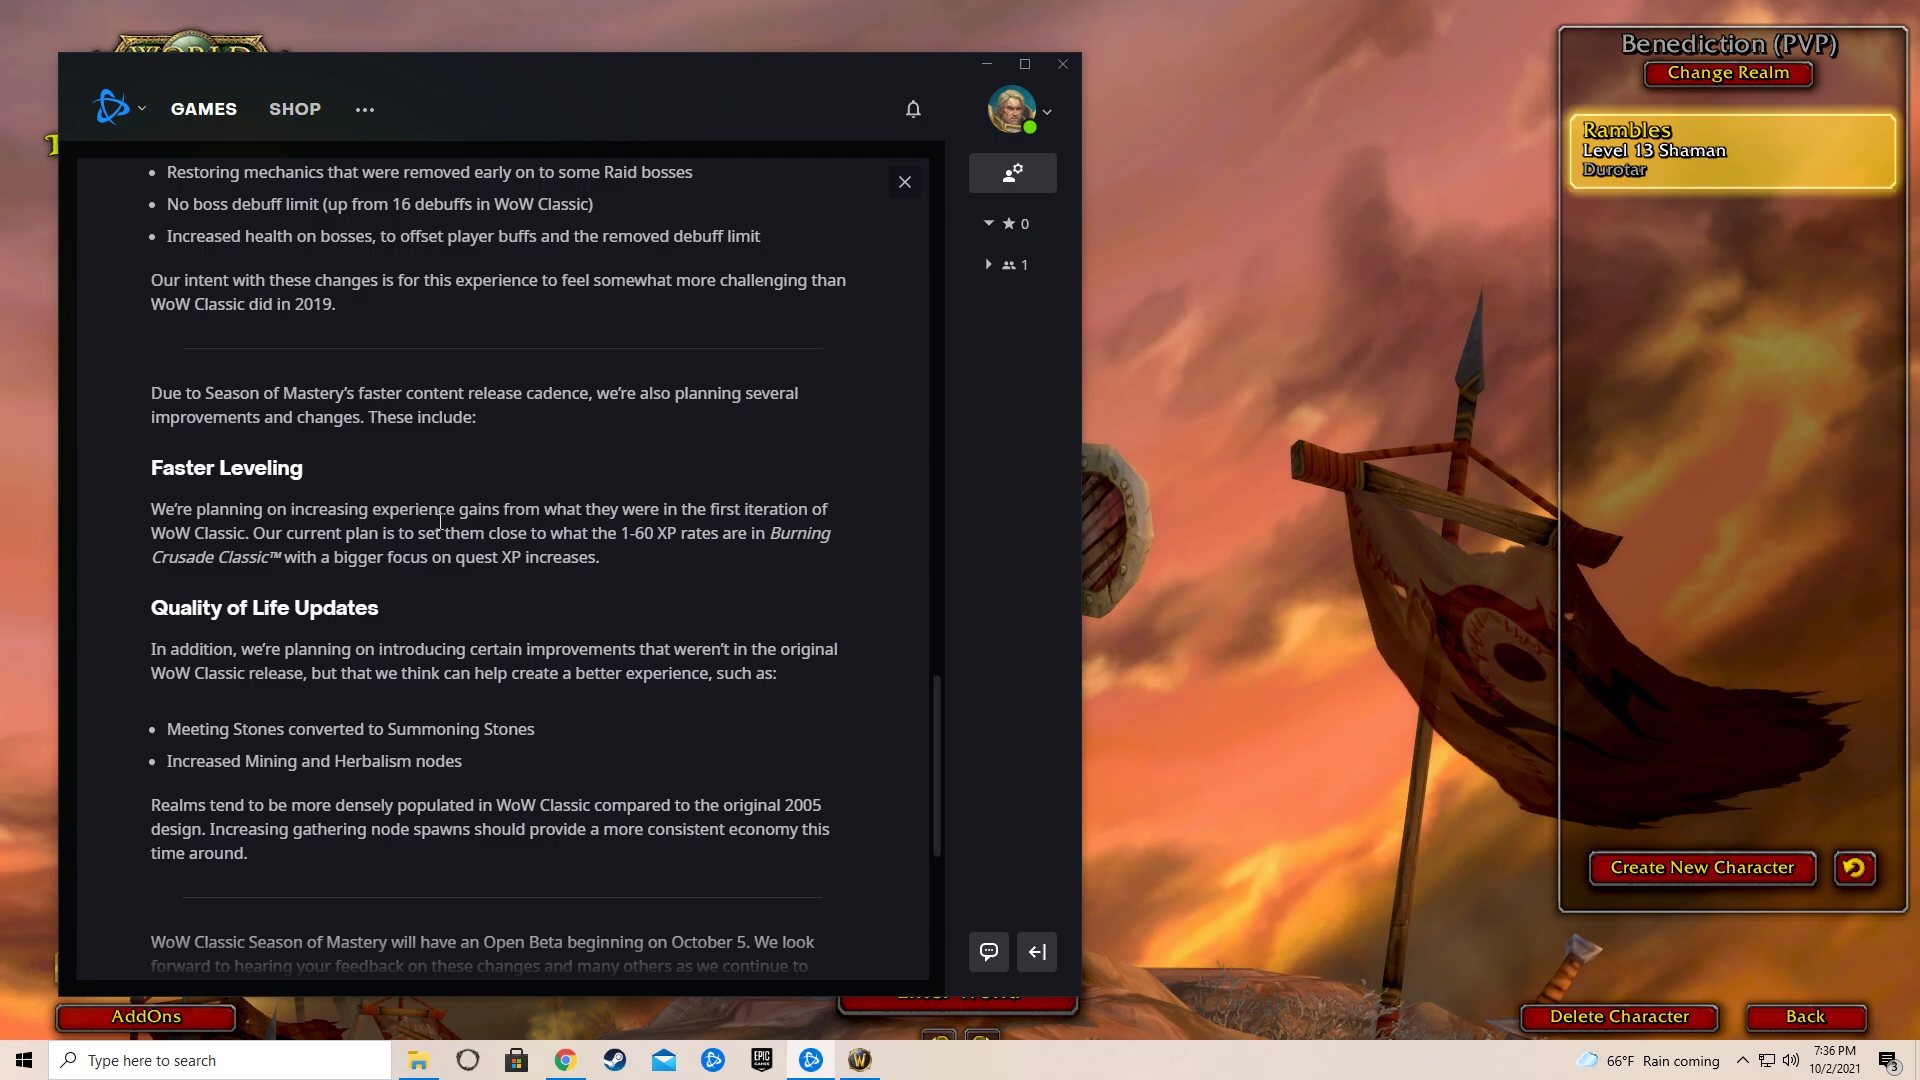 WORLD
Benediction (PVP)
Change Realm
Rambles
Level 13 Shaman
Durotar
GAMES
SHOP
Restoring mechanics that were removed early on to some Raid bosses
No boss debuff limit (up from 16 debuffs in WoW Classic)
Increased health on bosses, to offset player buffs and the removed debuff limit
Our intent with these changes is for this experience to feel somewhat more challenging than
WoW Classic did in 2019.
Due to Season of Mastery’s faster content release cadence, we’re also planning several
improvements and changes. These include:
Faster Leveling
We’re planning on increasing experience gains from what they were in the first iteration of
WoW Classic. Our current plan is to set them close to what the 1-60 XP rates are in Burning
Crusade Classic™ with a bigger focus on quest XP increases.
Quality of Life Updates
In addition, we’re planning on introducing certain improvements that weren’t in the original
WoW Classic release, but that we think can help create a better experience, such as:
Meeting Stones converted to Summoning Stones
Increased Mining and Herbalism nodes
Realms tend to be more densely populated in WoW Classic compared to the original 2005
design. Increasing gathering node spawns should provide a more consistent economy this
time around.
WoW Classic Season of Mastery will have an Open Beta beginning on October 5. We look
forward to hearing your feedback on these changes and many others as we continue to
0
1
Create New Character
AddOns
Delete Character
Back
Type here to search
EPIC
GAMES
66°F Rain coming
7:36 PM
10/2/2021
3